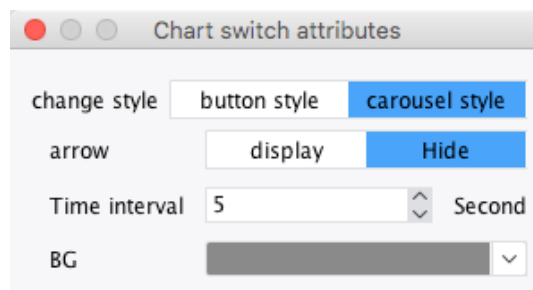 Chart switch attributes
change style button style carousel style
arrow display Hide
Time interval 5 Second
BG